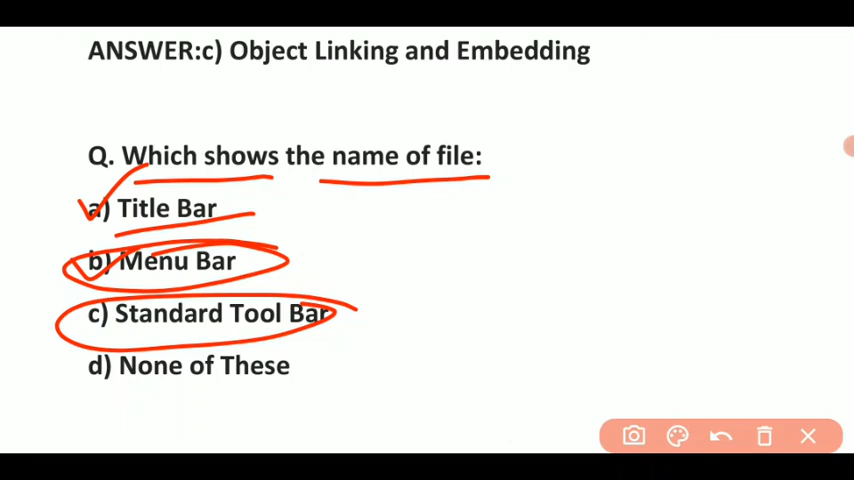 ANSWER:c) Object Linking and Embedding
Q. Which shows the name of file:
a) Title Bar
b) Menu Bar
c) Standard Tool Bar
d) None of These